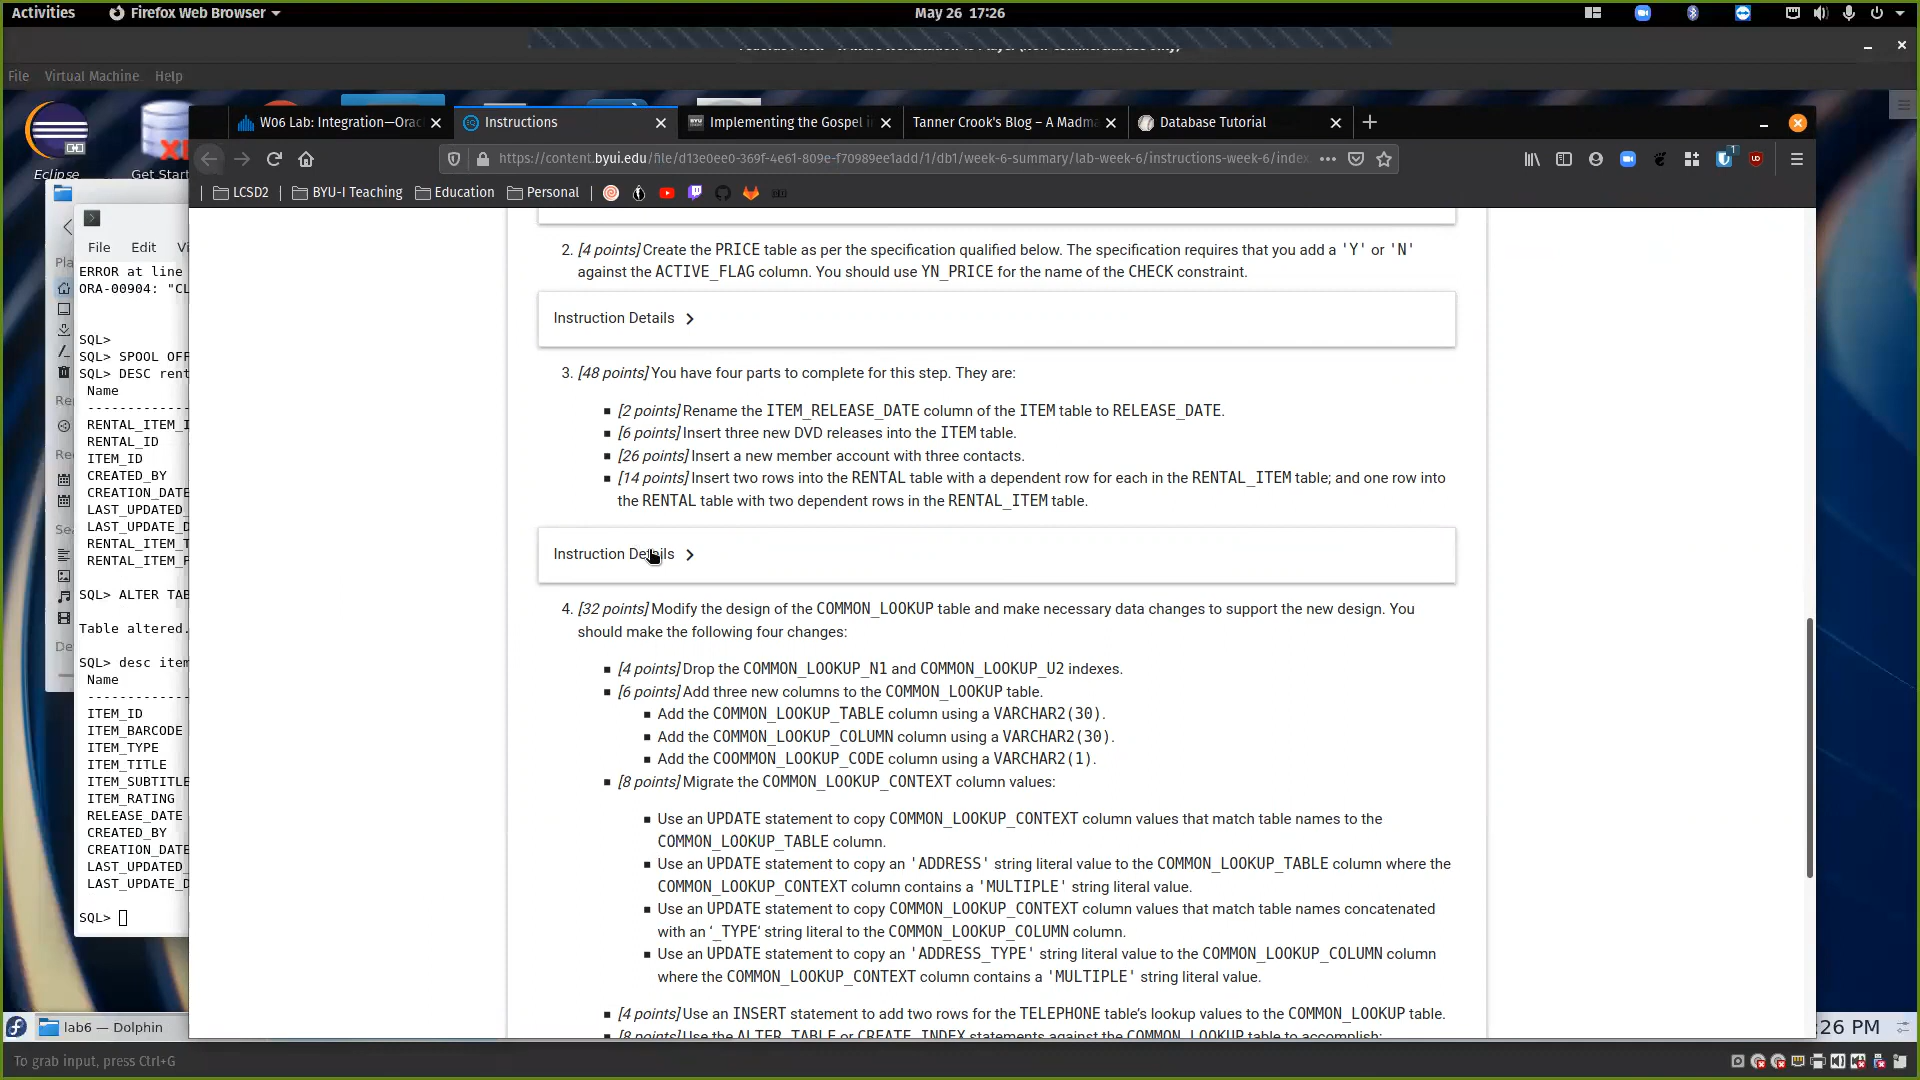 Activities Firefox Web Browser May 26 17:26
File Virtual Machine Help
Eclipse
Get Start
W06 Lab: Integration—Orac
Instructions
Implementing the Gospel i
Tanner Crook's Blog – A Madma
Database Tutorial
https://content.byui.edu/file/d13e0ee0-369f-4e61-809e-f70989ee1add/1/db1/week-6-summary/lab-week-6/instructions-week-6/index
LCSD2 BYU-I Teaching Education Personal
File Edit
ERROR at line
ORA-00904: "CL
SQL>
SQL> SPOOL OFF
SQL> DESC rent
Name
RENTAL_ITEM_I
RENTAL_ID
ITEM_ID
CREATED_BY
CREATION_DATE
LAST_UPDATED_
LAST_UPDATE_D
RENTAL_ITEM_T
RENTAL_ITEM_P
SQL> ALTER TAB
Table altered.
SQL> desc item
Name
ITEM_ID
ITEM_BARCODE
ITEM_TYPE
ITEM_TITLE
ITEM_SUBTITLE
ITEM_RATING
RELEASE_DATE
CREATED_BY
CREATION_DATE
LAST_UPDATED_
LAST_UPDATE_D
SQL>
2. [4 points] Create the PRICE table as per the specification qualified below. The specification requires that you add a 'Y' or 'N'
against the ACTIVE_FLAG column. You should use YN_PRICE for the name of the CHECK constraint.
Instruction Details
3. [48 points] You have four parts to complete for this step. They are:
[2 points] Rename the ITEM_RELEASE_DATE column of the ITEM table to RELEASE_DATE.
[6 points] Insert three new DVD releases into the ITEM table.
[26 points] Insert a new member account with three contacts.
[14 points] Insert two rows into the RENTAL table with a dependent row for each in the RENTAL_ITEM table; and one row into
the RENTAL table with two dependent rows in the RENTAL_ITEM table.
Instruction Details
4. [32 points] Modify the design of the COMMON_LOOKUP table and make necessary data changes to support the new design. You
should make the following four changes:
[4 points] Drop the COMMON_LOOKUP_N1 and COMMON_LOOKUP_U2 indexes.
[6 points] Add three new columns to the COMMON_LOOKUP table.
Add the COMMON_LOOKUP_TABLE column using a VARCHAR2(30).
Add the COMMON_LOOKUP_COLUMN column using a VARCHAR2(30).
Add the COOMMON_LOOKUP_CODE column using a VARCHAR2(1).
[8 points] Migrate the COMMON_LOOKUP_CONTEXT column values:
Use an UPDATE statement to copy COMMON_LOOKUP_CONTEXT column values that match table names to the
COMMON_LOOKUP_TABLE column.
Use an UPDATE statement to copy an 'ADDRESS' string literal value to the COMMON_LOOKUP_TABLE column where the
COMMON_LOOKUP_CONTEXT column contains a 'MULTIPLE' string literal value.
Use an UPDATE statement to copy COMMON_LOOKUP_CONTEXT column values that match table names concatenated
with an ‘_TYPE‘ string literal to the COMMON_LOOKUP_COLUMN column.
Use an UPDATE statement to copy an 'ADDRESS_TYPE' string literal value to the COMMON_LOOKUP_COLUMN column
where the COMMON_LOOKUP_CONTEXT column contains a 'MULTIPLE' string literal value.
[4 points] Use an INSERT statement to add two rows for the TELEPHONE table's lookup values to the COMMON_LOOKUP table.
[8 points] Use the ALTER TABLE or CREATE INDEX statements against the COMMON_LOOKUP table to accomplish:
lab6 — Dolphin
:26 PM
To grab input, press Ctrl+G